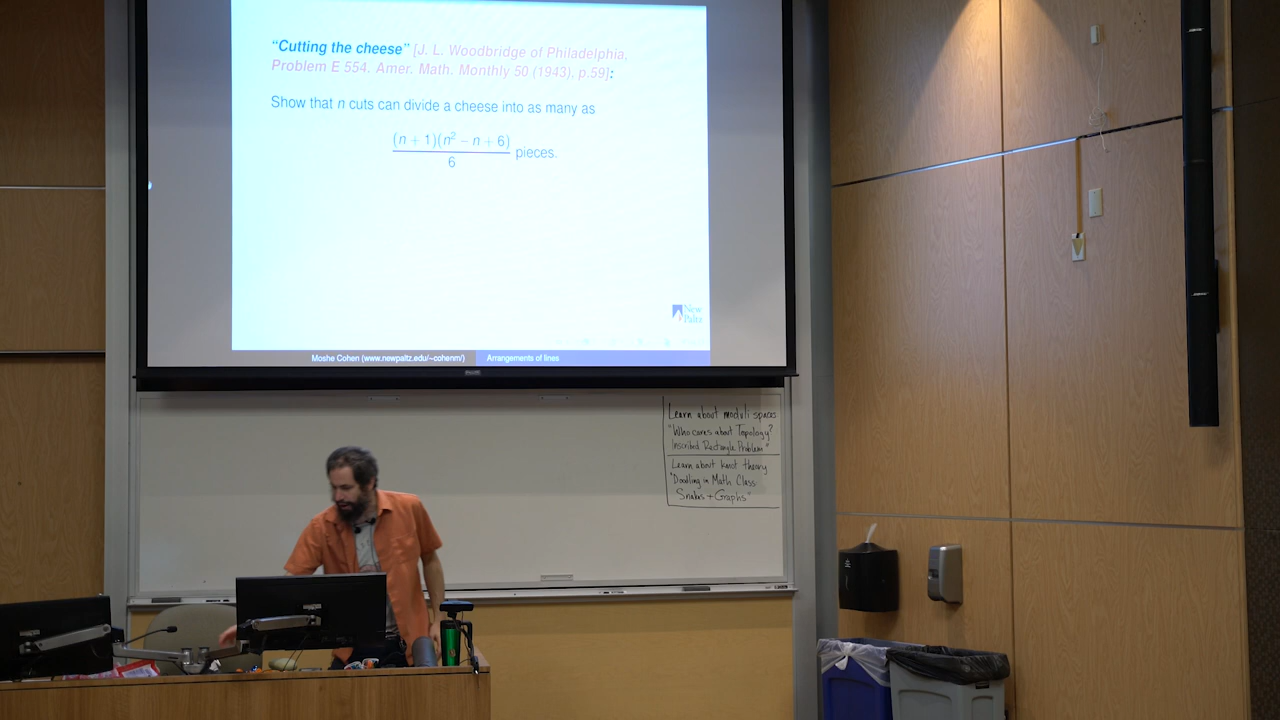 "Cutting the cheese" [J. L. Woodbridge of Philadelphia,
Problem E 554, Amer. Math. Monthly 50 (1943), p.59]:
Show that n cuts can divide a cheese into as many as
(n + 1)(n² − n + 6)
6
pieces.
New
Paltz
Moshe Cohen (www.newpaltz.edu/~cohenm/) Arrangements of lines
Learn about moduli spaces
"Who cares about Topology?
Inscribed Rectangle Problem"
Learn about knot theory
"Doodling in Math Class
Snakes + Graphs"